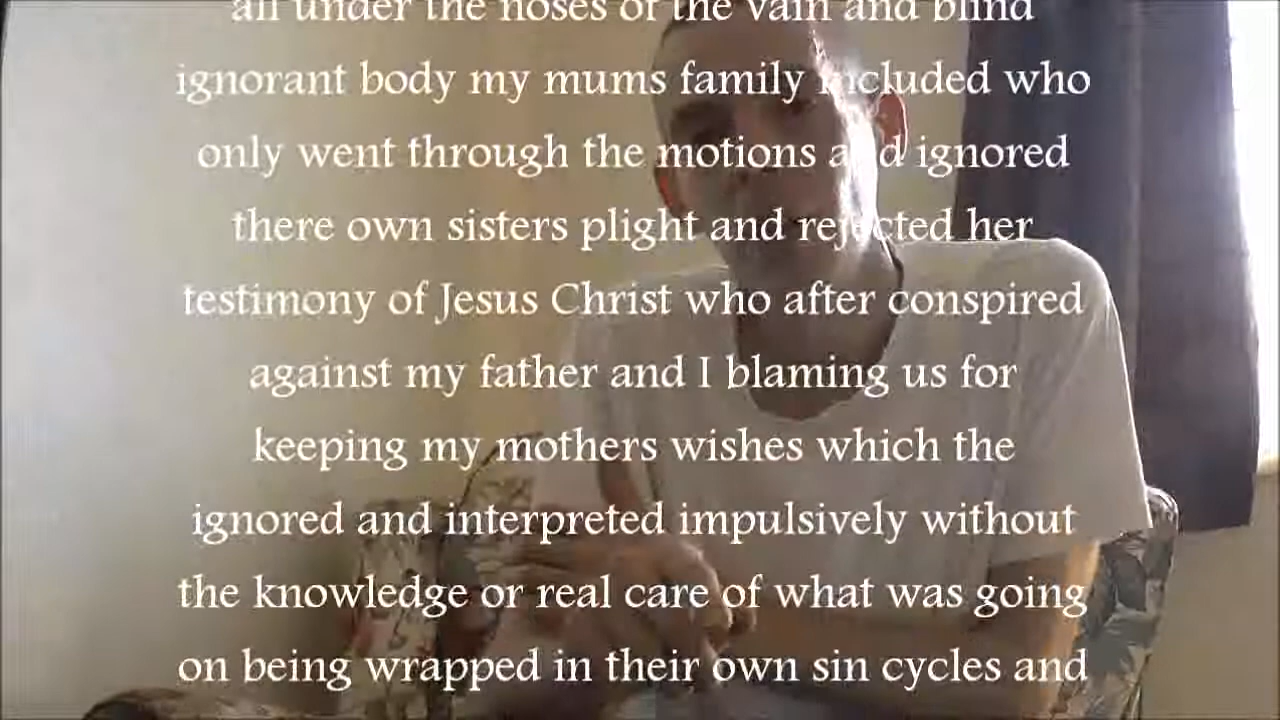 all under the noses of the vain and blind
ignorant body my mums family included who
only went through the motions and ignored
there own sisters plight and rejected her
testimony of Jesus Christ who after conspired
against my father and I blaming us for
keeping my mothers wishes which the
ignored and interpreted impulsively without
the knowledge or real care of what was going
on being wrapped in their own sin cycles and